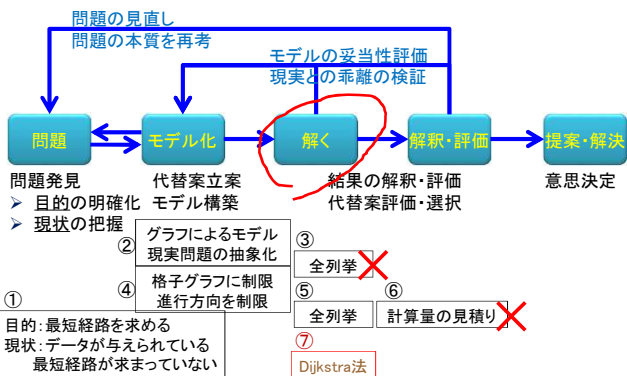 問題の見直し
問題の本質を再考
モデルの妥当性評価
現実との乖離の検証
問題
モデル化
解く
解釈・評価
提案・解決
問題発見
➢ 目的の明確化
➢ 現状の把握
代替案立案
モデル構築
結果の解釈・評価
代替案評価・選択
意思決定
②
グラフによるモデル
現実問題の抽象化
③
全列挙
④
格子グラフに制限
進行方向を制限
⑤
全列挙
⑥
計算量の見積り
①
目的:最短経路を求める
現状:データが与えられている
最短経路が求まっていない
⑦
Dijkstra法